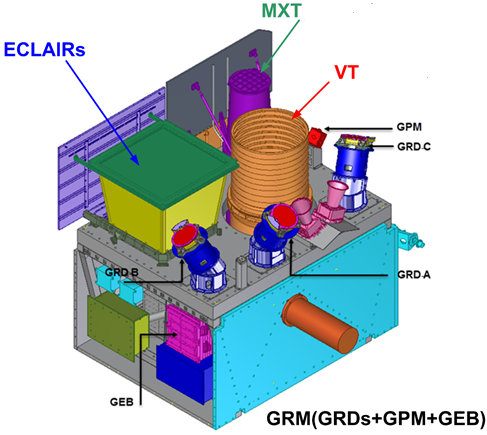 MXT
ECLAIRs
VT
GPM
GRD C
GRD B
GRD A
GEB
GRM(GRDs+GPM+GEB)